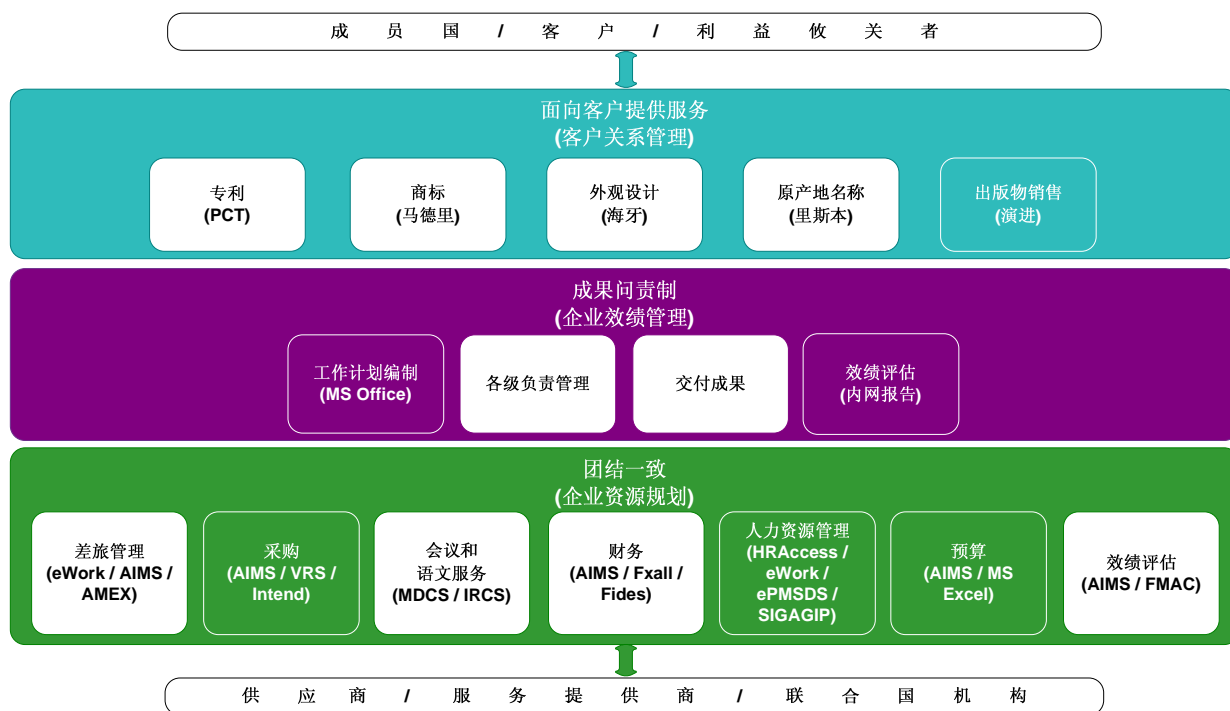 成员国/客户/利益攸关者
面向客户提供服务
(客户关系管理)
专利
(PCT)
商标
(马德里)
外观设计
(海牙)
原产地名称
(里斯本)
出版物销售
(演进)
成果问责制
(企业效绩管理)
工作计划编制
(MS Office)
各级负责管理
交付成果
效绩评估
(内网报告)
团结一致
(企业资源规划)
差旅管理
(eWork / AIMS /
AMEX)
采购
(AIMS / VRS /
Intend)
会议和
语文服务
(MDCS / IRCS)
财务
(AIMS / Fxall /
Fides)
人力资源管理
(HRAccess /
eWork /
ePMSDS /
SIGAGIP)
预算
(AIMS / MS
Excel)
效绩评估
(AIMS / FMAC)
供应商/服务提供商/联合国机构